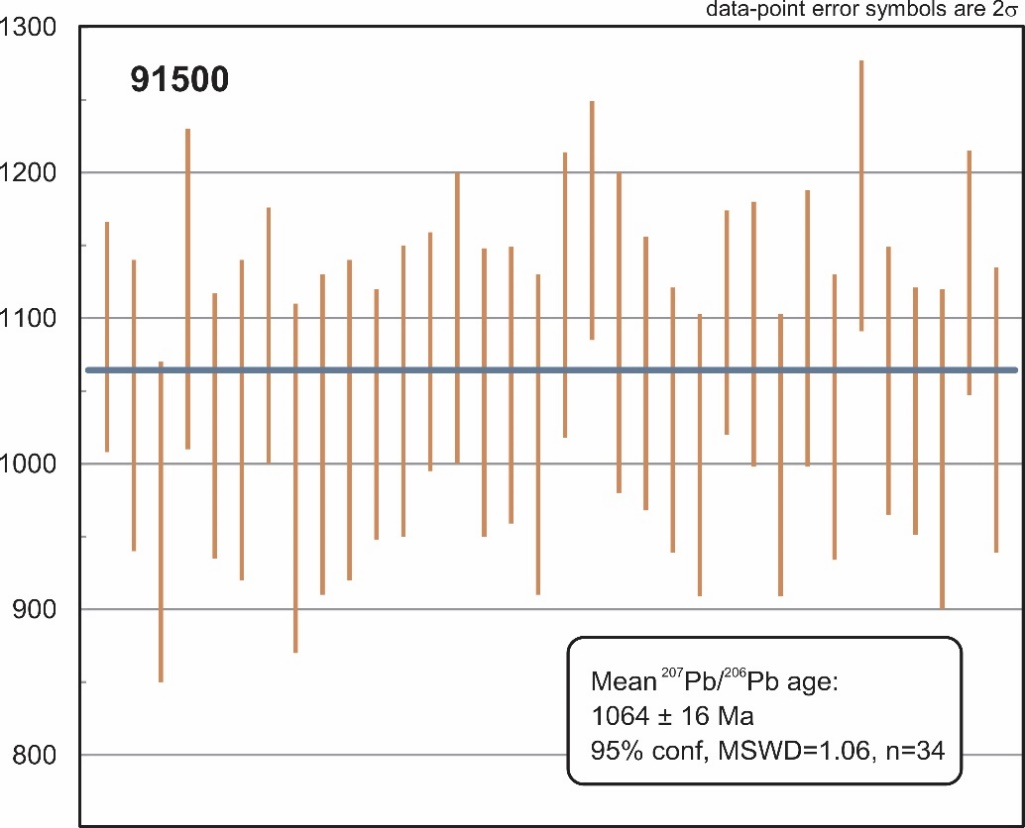 data-point error symbols are 2σ
1300
91500
1200
1100
1000
900
800
Mean ²⁰⁷Pb/²⁰⁶Pb age:
1064 ± 16 Ma
95% conf, MSWD=1.06, n=34